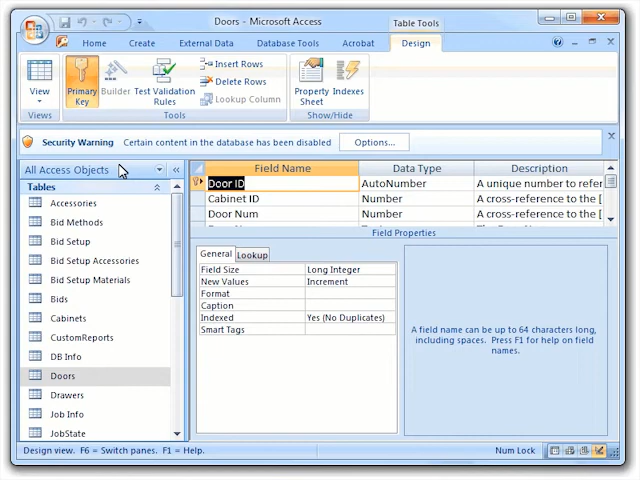 Doors - Microsoft Access
Table Tools
Home
Create
External Data
Database Tools
Acrobat
Design
View
Primary Key
Builder
Test Validation Rules
Insert Rows
Delete Rows
Lookup Column
Property Sheet
Indexes
Views
Tools
Show/Hide
Security Warning
Certain content in the database has been disabled
Options...
All Access Objects
Tables
Accessories
Bid Methods
Bid Setup
Bid Setup Accessories
Bid Setup Materials
Bids
Cabinets
CustomReports
DB Info
Doors
Drawers
Job Info
JobState
Field Name Data Type Description
Door ID AutoNumber A unique number to refer
Cabinet ID Number A cross-reference to the [
Door Num Number A cross-reference to the [
Field Properties
General
Lookup
Field Size Long Integer
New Values Increment
Format
Caption
Indexed Yes (No Duplicates)
Smart Tags
A field name can be up to 64 characters long,
including spaces. Press F1 for help on field
names.
Design view. F6 = Switch panes. F1 = Help.
Num Lock